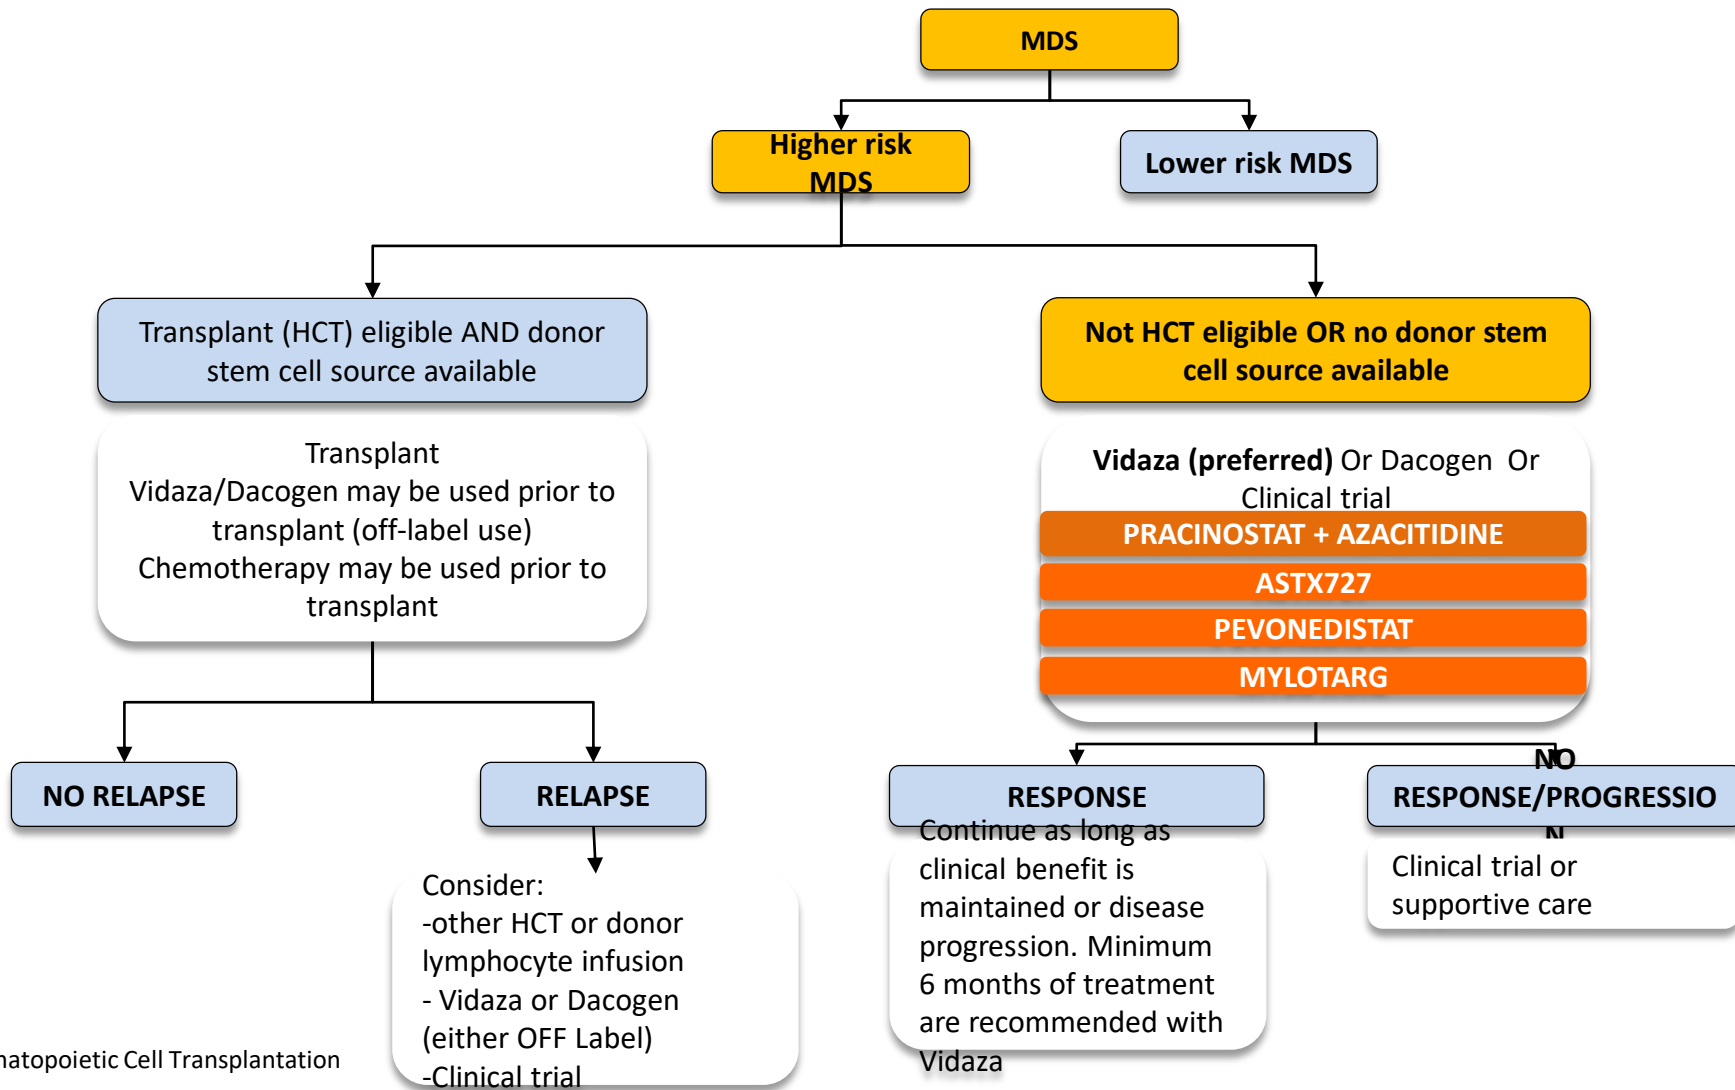 MDS
Higher risk
MDS
Lower risk MDS
Transplant (HCT) eligible AND donor
stem cell source available
Not HCT eligible OR no donor stem
cell source available
Transplant
Vidaza/Dacogen may be used prior to
transplant (off-label use)
Chemotherapy may be used prior to
transplant
Vidaza (preferred) Or Dacogen Or
Clinical trial
PRACINOSTAT + AZACITIDINE
ASTX727
PEVONEDISTAT
MYLOTARG
NO RELAPSE
RELAPSE
RESPONSE
NO
RESPONSE/PROGRESSIO
N
Consider:
-other HCT or donor
lymphocyte infusion
- Vidaza or Dacogen
(either OFF Label)
-Clinical trial
Continue as long as
clinical benefit is
maintained or disease
progression. Minimum
6 months of treatment
are recommended with
Vidaza
Clinical trial or
supportive care
natopoietic Cell Transplantation